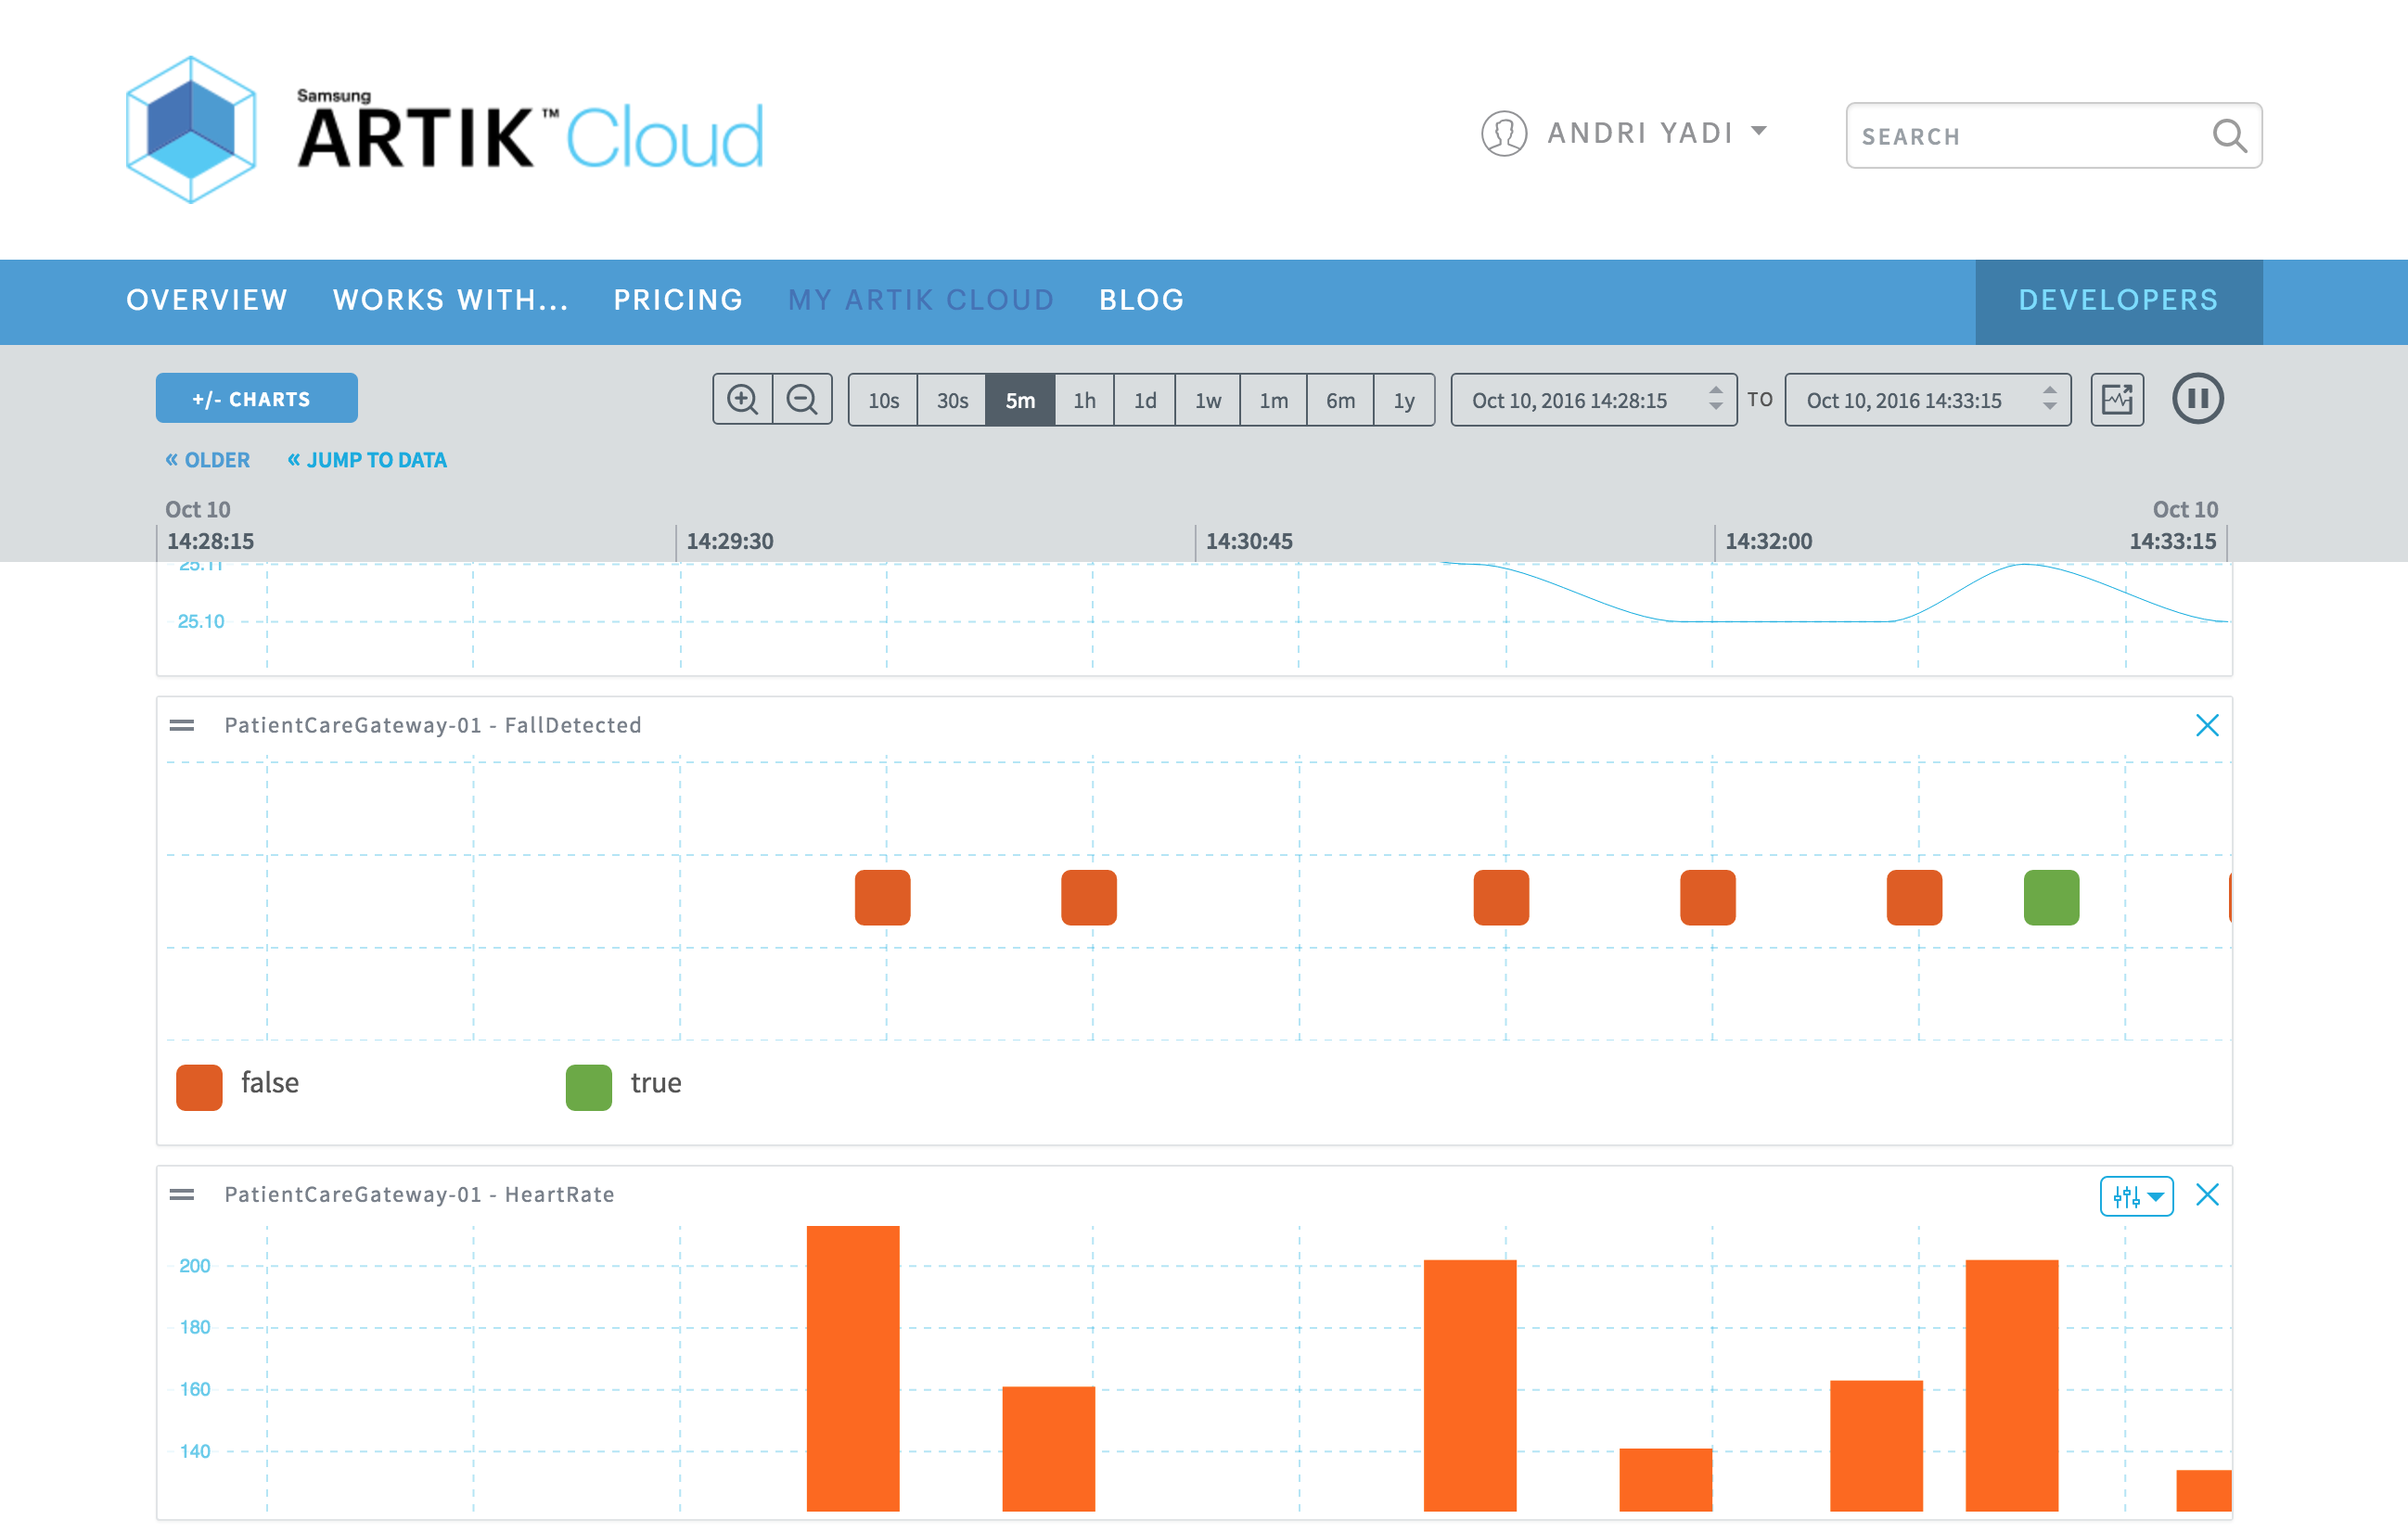 Samsung
ARTIK™ Cloud
ANDRI YADI
SEARCH
OVERVIEW WORKS WITH... PRICING MY ARTIK CLOUD BLOG DEVELOPERS
+/- CHARTS 10s 30s 5m 1h 1d 1w 1m 6m 1y Oct 10, 2016 14:28:15 TO Oct 10, 2016 14:33:15
« OLDER « JUMP TO DATA
Oct 10 Oct 10
14:28:15 14:29:30 14:30:45 14:32:00 14:33:15
25.11
25.10
PatientCareGateway-01 - FallDetected
false true
PatientCareGateway-01 - HeartRate
200
180
160
140